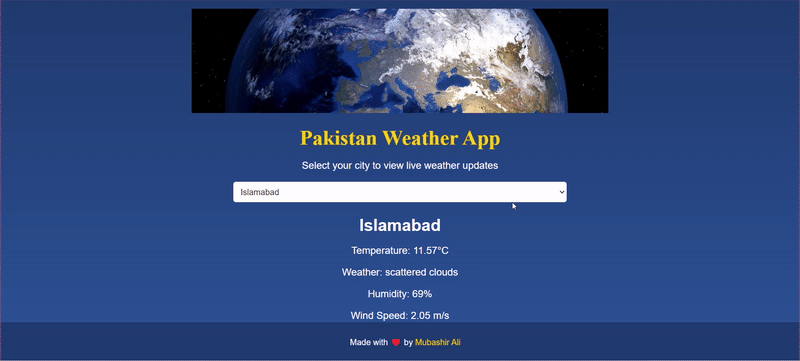 Pakistan Weather App
Select your city to view live weather updates
Islamabad
Islamabad
Temperature: 11.57°C
Weather: scattered clouds
Humidity: 69%
Wind Speed: 2.05 m/s
Made with ❤ by Mubashir Ali